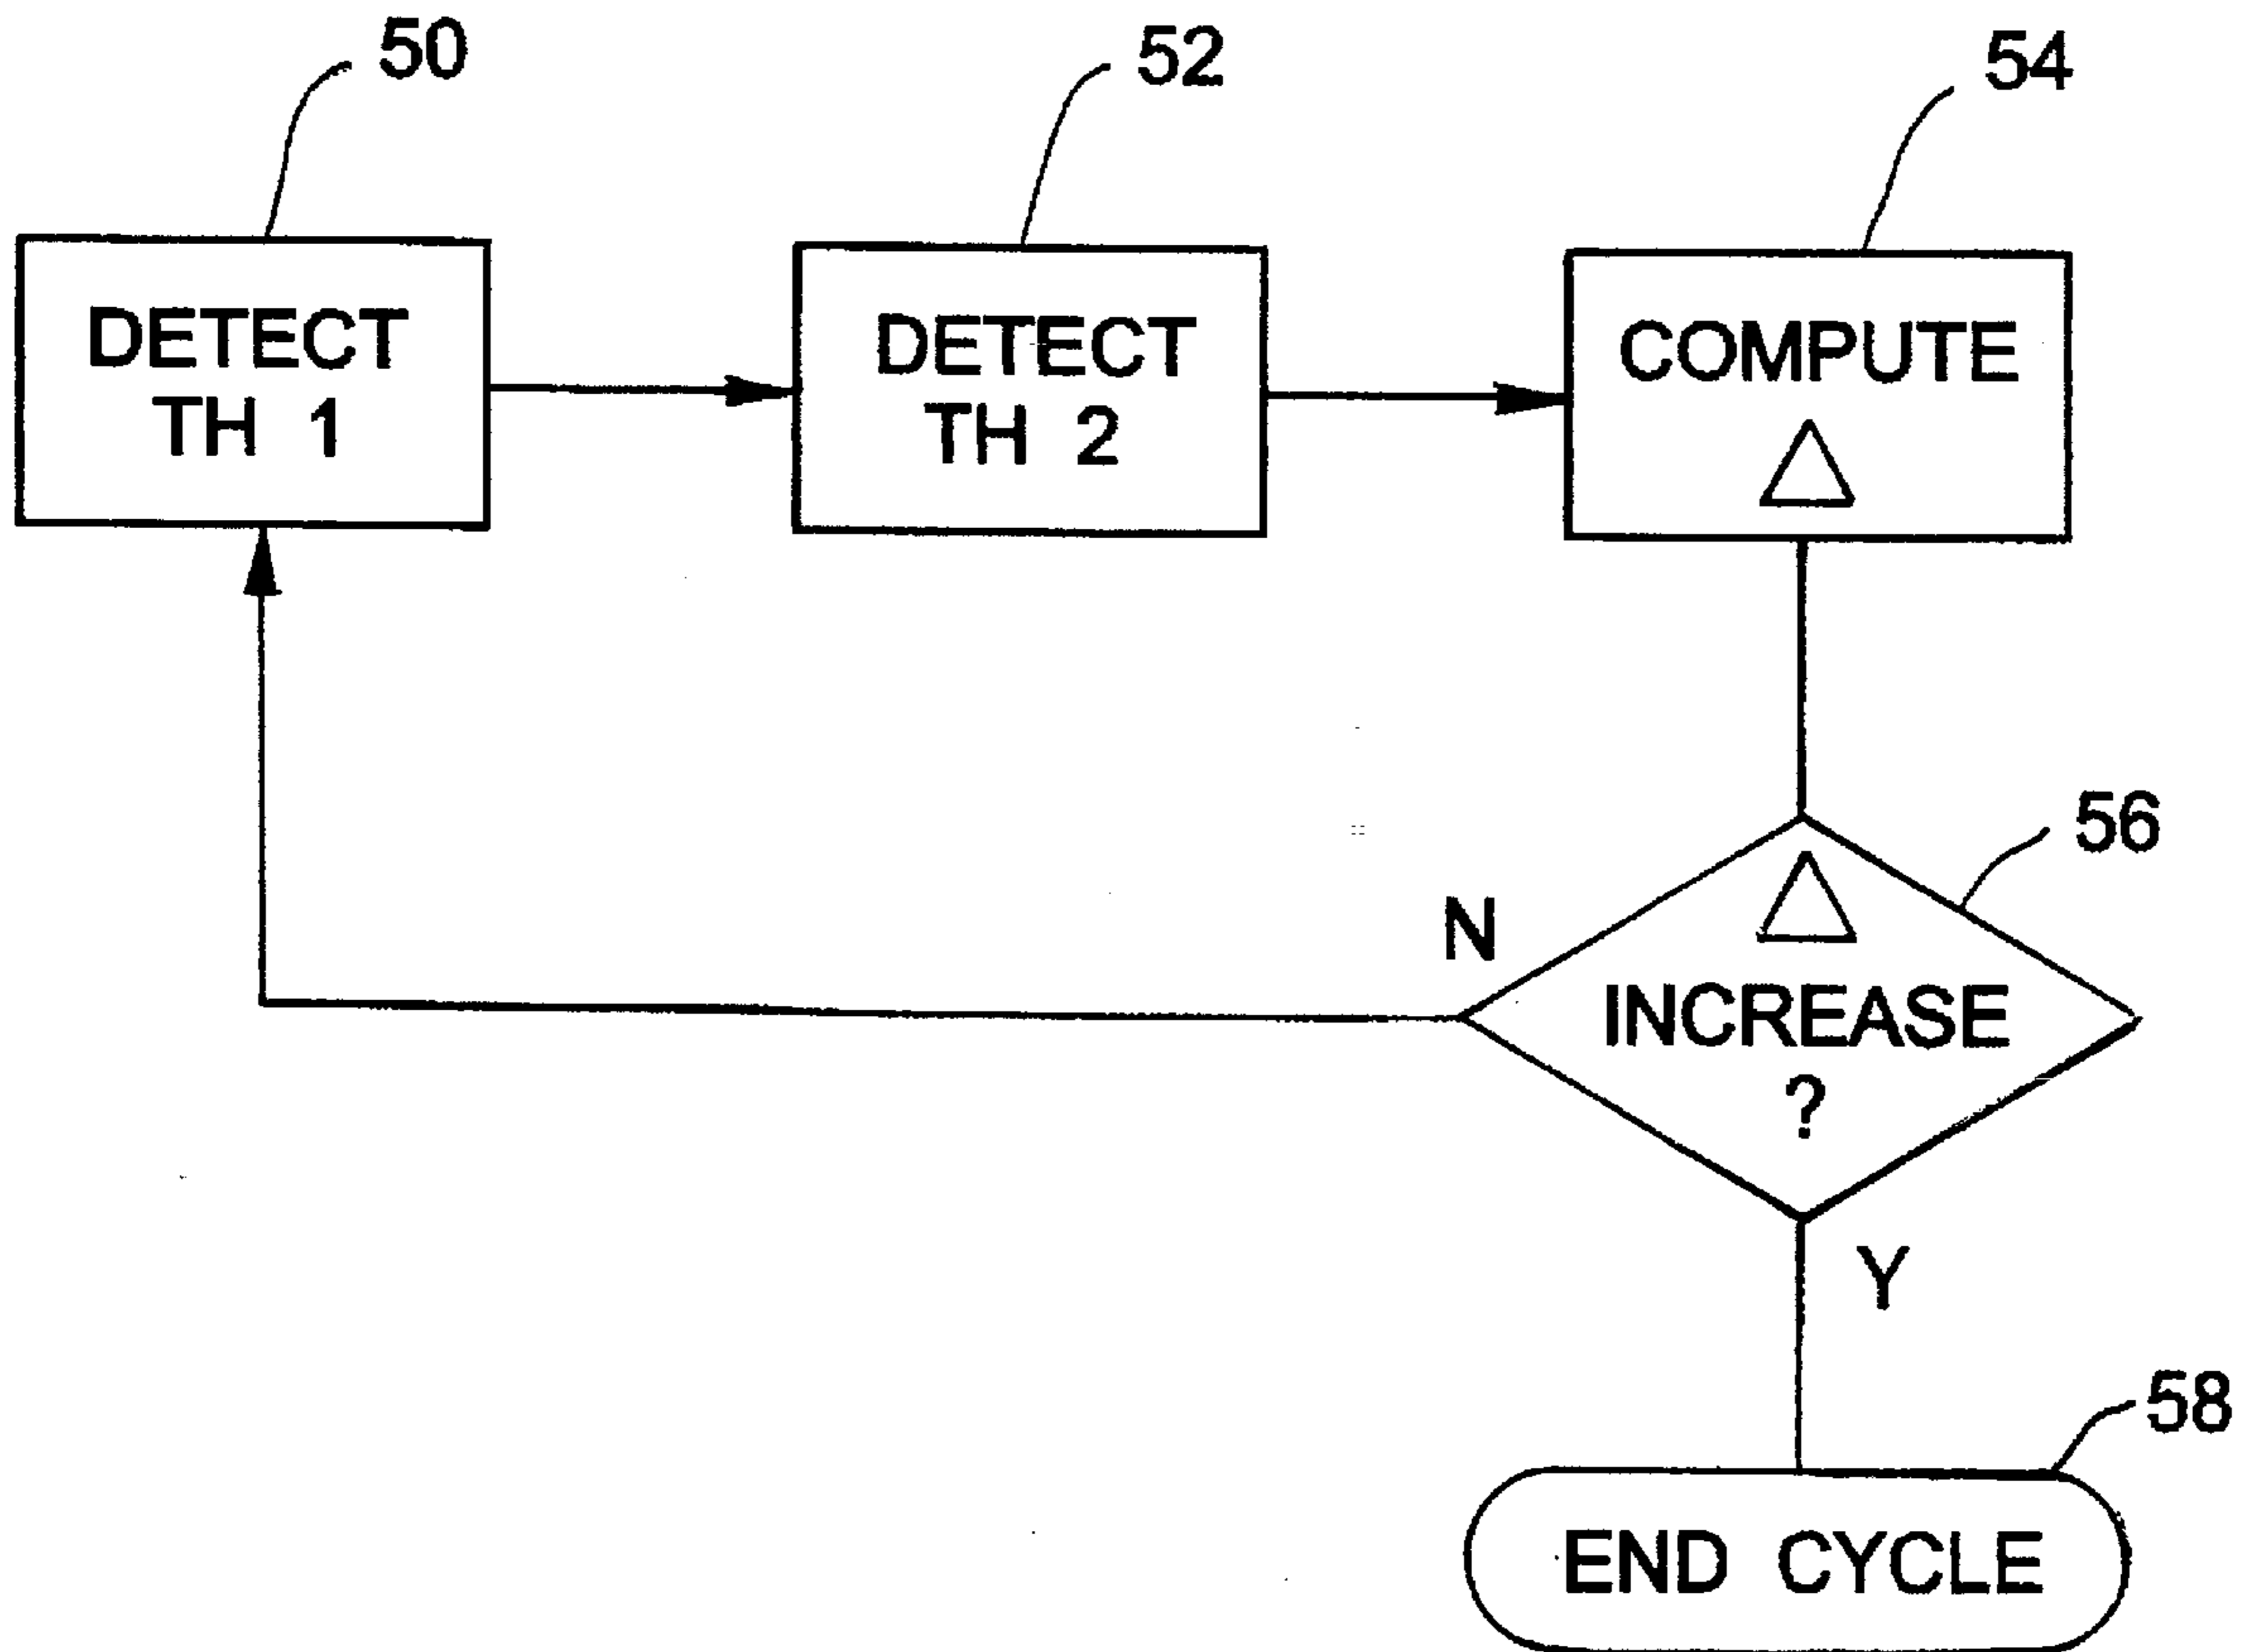 50
52
54
DETECT
TH 1
DETECT
TH 2
COMPUTE
△
56
N
△
INCREASE
?
Y
58
END CYCLE